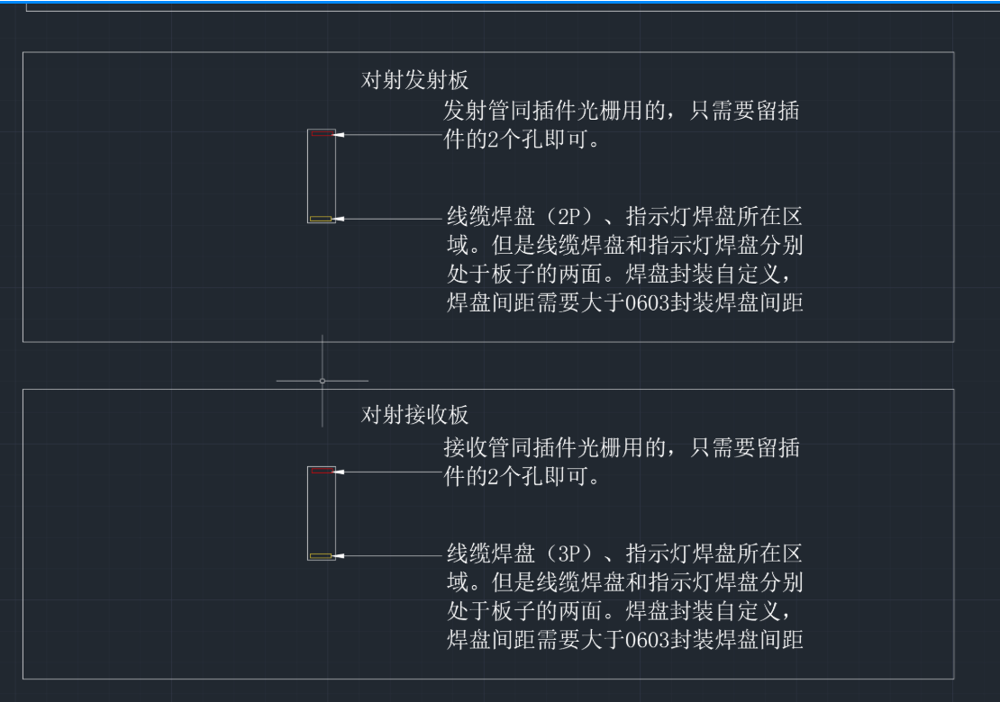 对射发射板
发射管同插件光栅用的，只需要留插
件的2个孔即可。
线缆焊盘（2P）、指示灯焊盘所在区
域。但是线缆焊盘和指示灯焊盘分别
处于板子的两面。焊盘封装自定义，
焊盘间距需要大于0603封装焊盘间距
对射接收板
接收管同插件光栅用的，只需要留插
件的2个孔即可。
线缆焊盘（3P）、指示灯焊盘所在区
域。但是线缆焊盘和指示灯焊盘分别
处于板子的两面。焊盘封装自定义，
焊盘间距需要大于0603封装焊盘间距